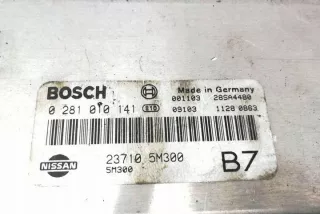 BOSCH
Made in Germany
001103 28SA4480
0 281 010 141
09103 1128 0863
NISSAN
23710 5M300
5M300
B7